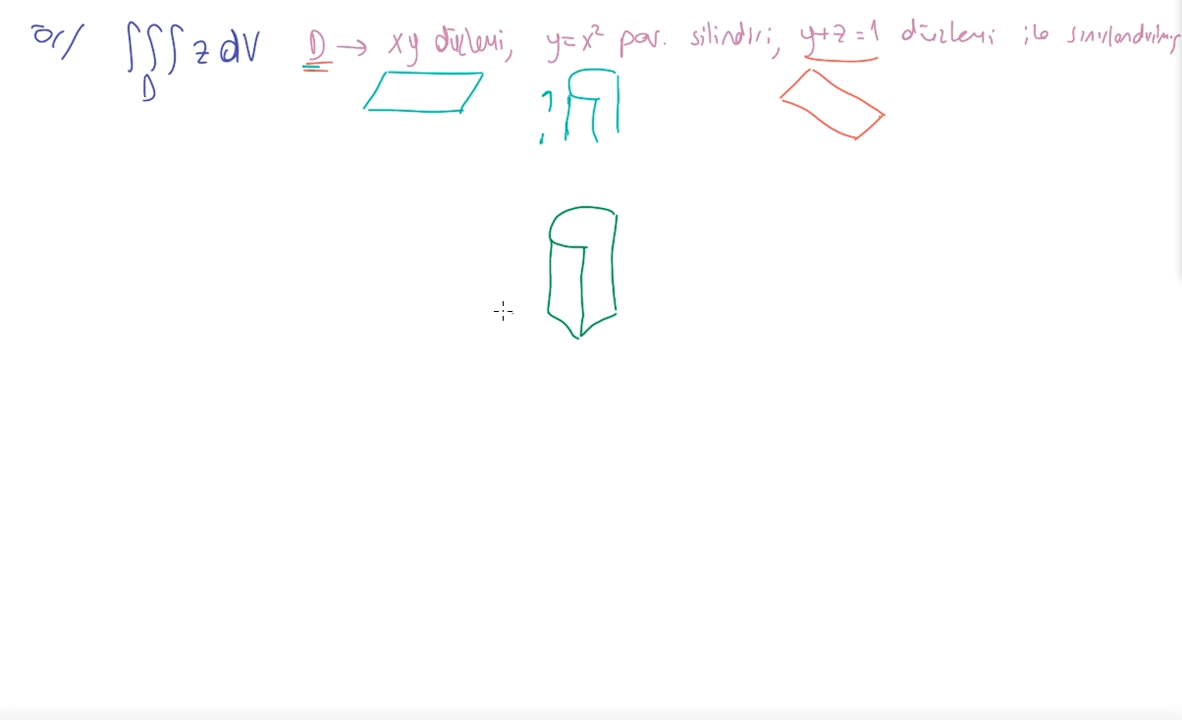 ör/ ∫∫∫ z dV D → xy düzlemi, y=x² par. silindiri, y+z=1 düzlemi ile sınırlandırılmış
D
?